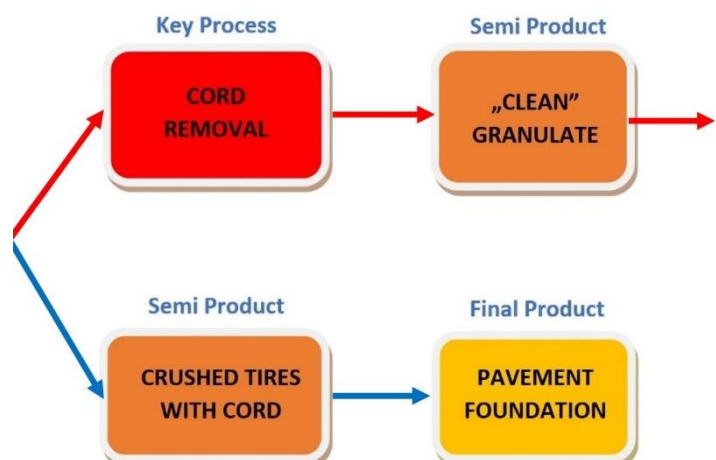 Key Process
CORD
REMOVAL
Semi Product
„CLEAN”
GRANULATE
Semi Product
CRUSHED TIRES
WITH CORD
Final Product
PAVEMENT
FOUNDATION